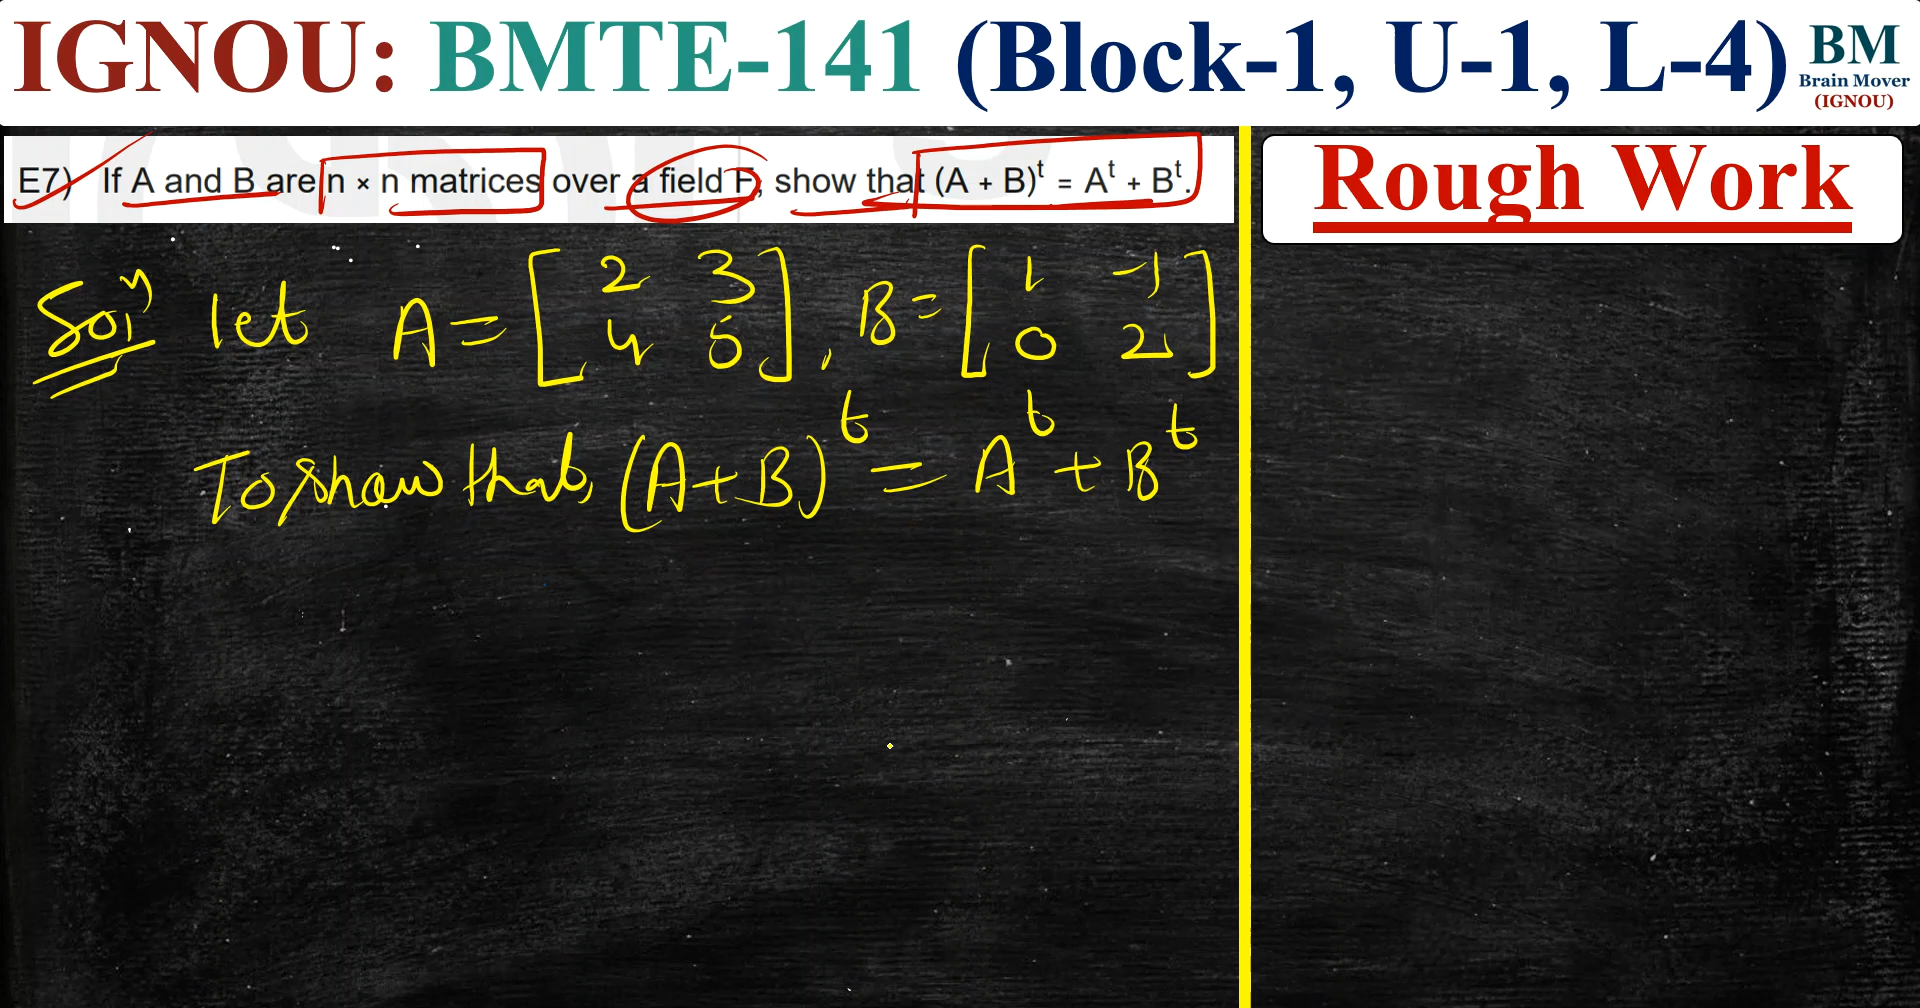 IGNOU: BMTE-141 (Block-1, U-1, L-4)
BM
Brain Mover
(IGNOU)
E7) If A and B are n × n matrices over a field F, show that (A + B)ᵗ = Aᵗ + Bᵗ.
Rough Work
Solⁿ let A = [2 3
4 5], B = [1 -1
0 2]
To show that, (A+B)ᵗ = Aᵗ + Bᵗ